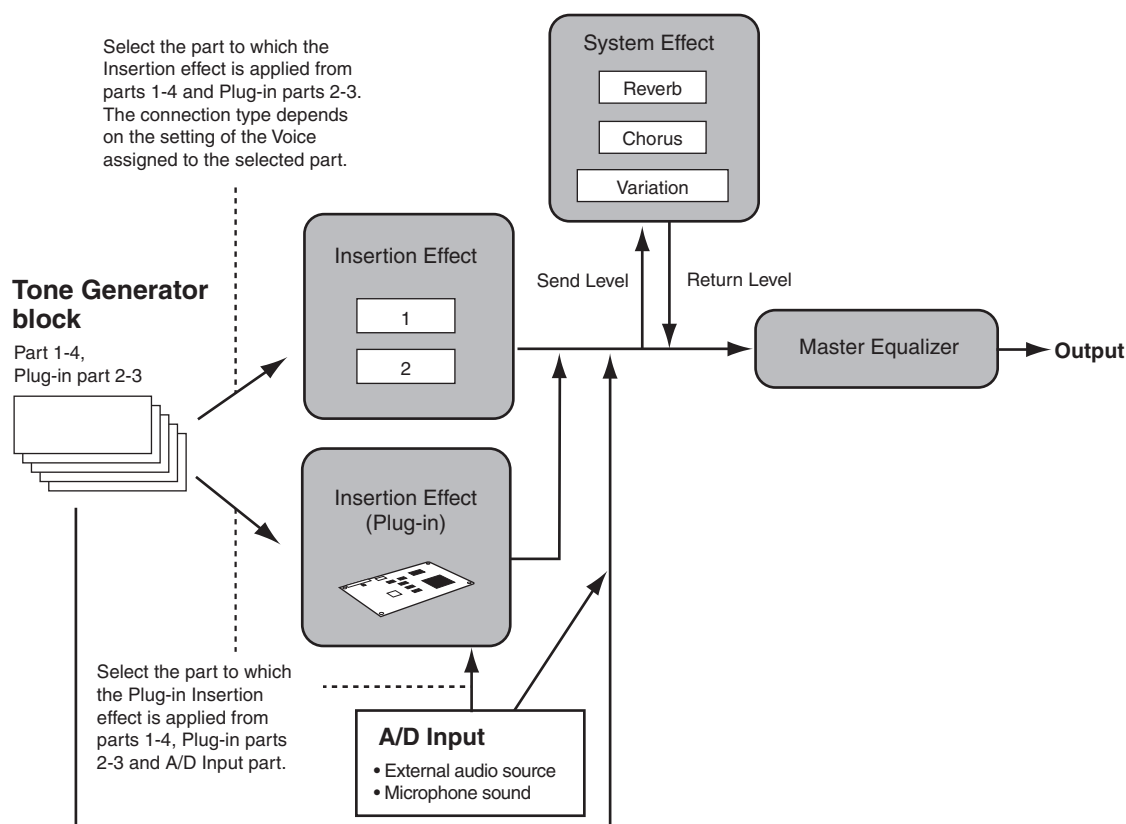 Select the part to which the
Insertion effect is applied from
parts 1-4 and Plug-in parts 2-3.
The connection type depends
on the setting of the Voice
assigned to the selected part.
System Effect
Reverb
Chorus
Variation
Insertion Effect
1
2
Send Level
Return Level
Tone Generator
block
Part 1-4,
Plug-in part 2-3
Master Equalizer
Output
Insertion Effect
(Plug-in)
Select the part to which
the Plug-in Insertion
effect is applied from
parts 1-4, Plug-in parts
2-3 and A/D Input part.
A/D Input
• External audio source
• Microphone sound